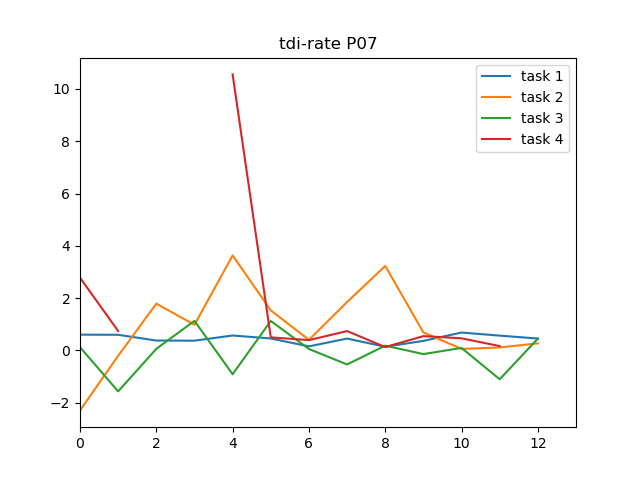 tdi-rate P07
task 1
task 2
task 3
task 4
10
8
6
4
2
0
−2
0 2 4 6 8 10 12